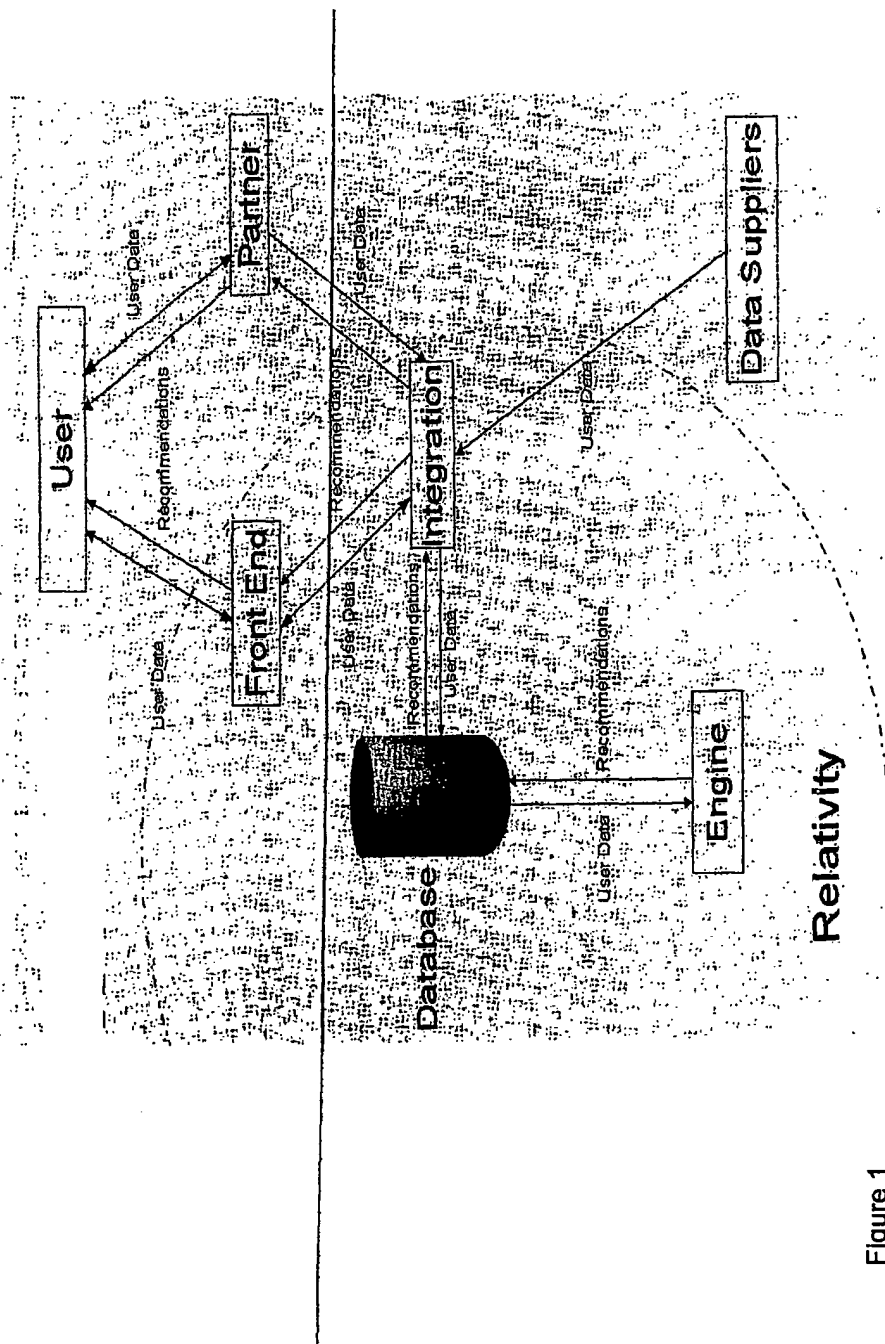 User
User Data
Recommendations
User Data
Front End
Partner
User Data
Recommendations
User Data
Database
Recommendations
User Data
Integration
User Data
Recommendations
User Data
Engine
Data Suppliers
Relativity
Figure 1